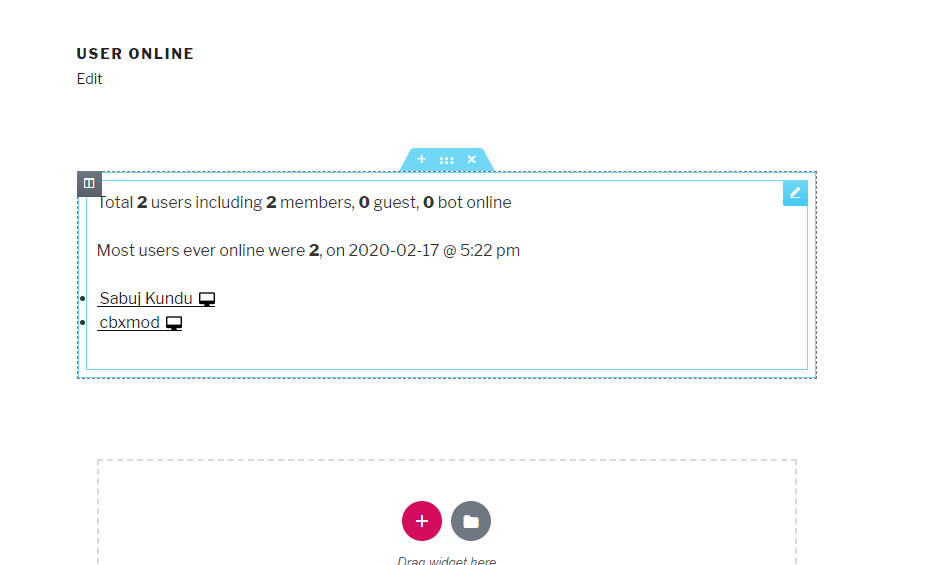 USER ONLINE
Edit
Total 2 users including 2 members, 0 guest, 0 bot online
Most users ever online were 2, on 2020-02-17 @ 5:22 pm
Sabuj Kundu
cbxmod
Drag widget here